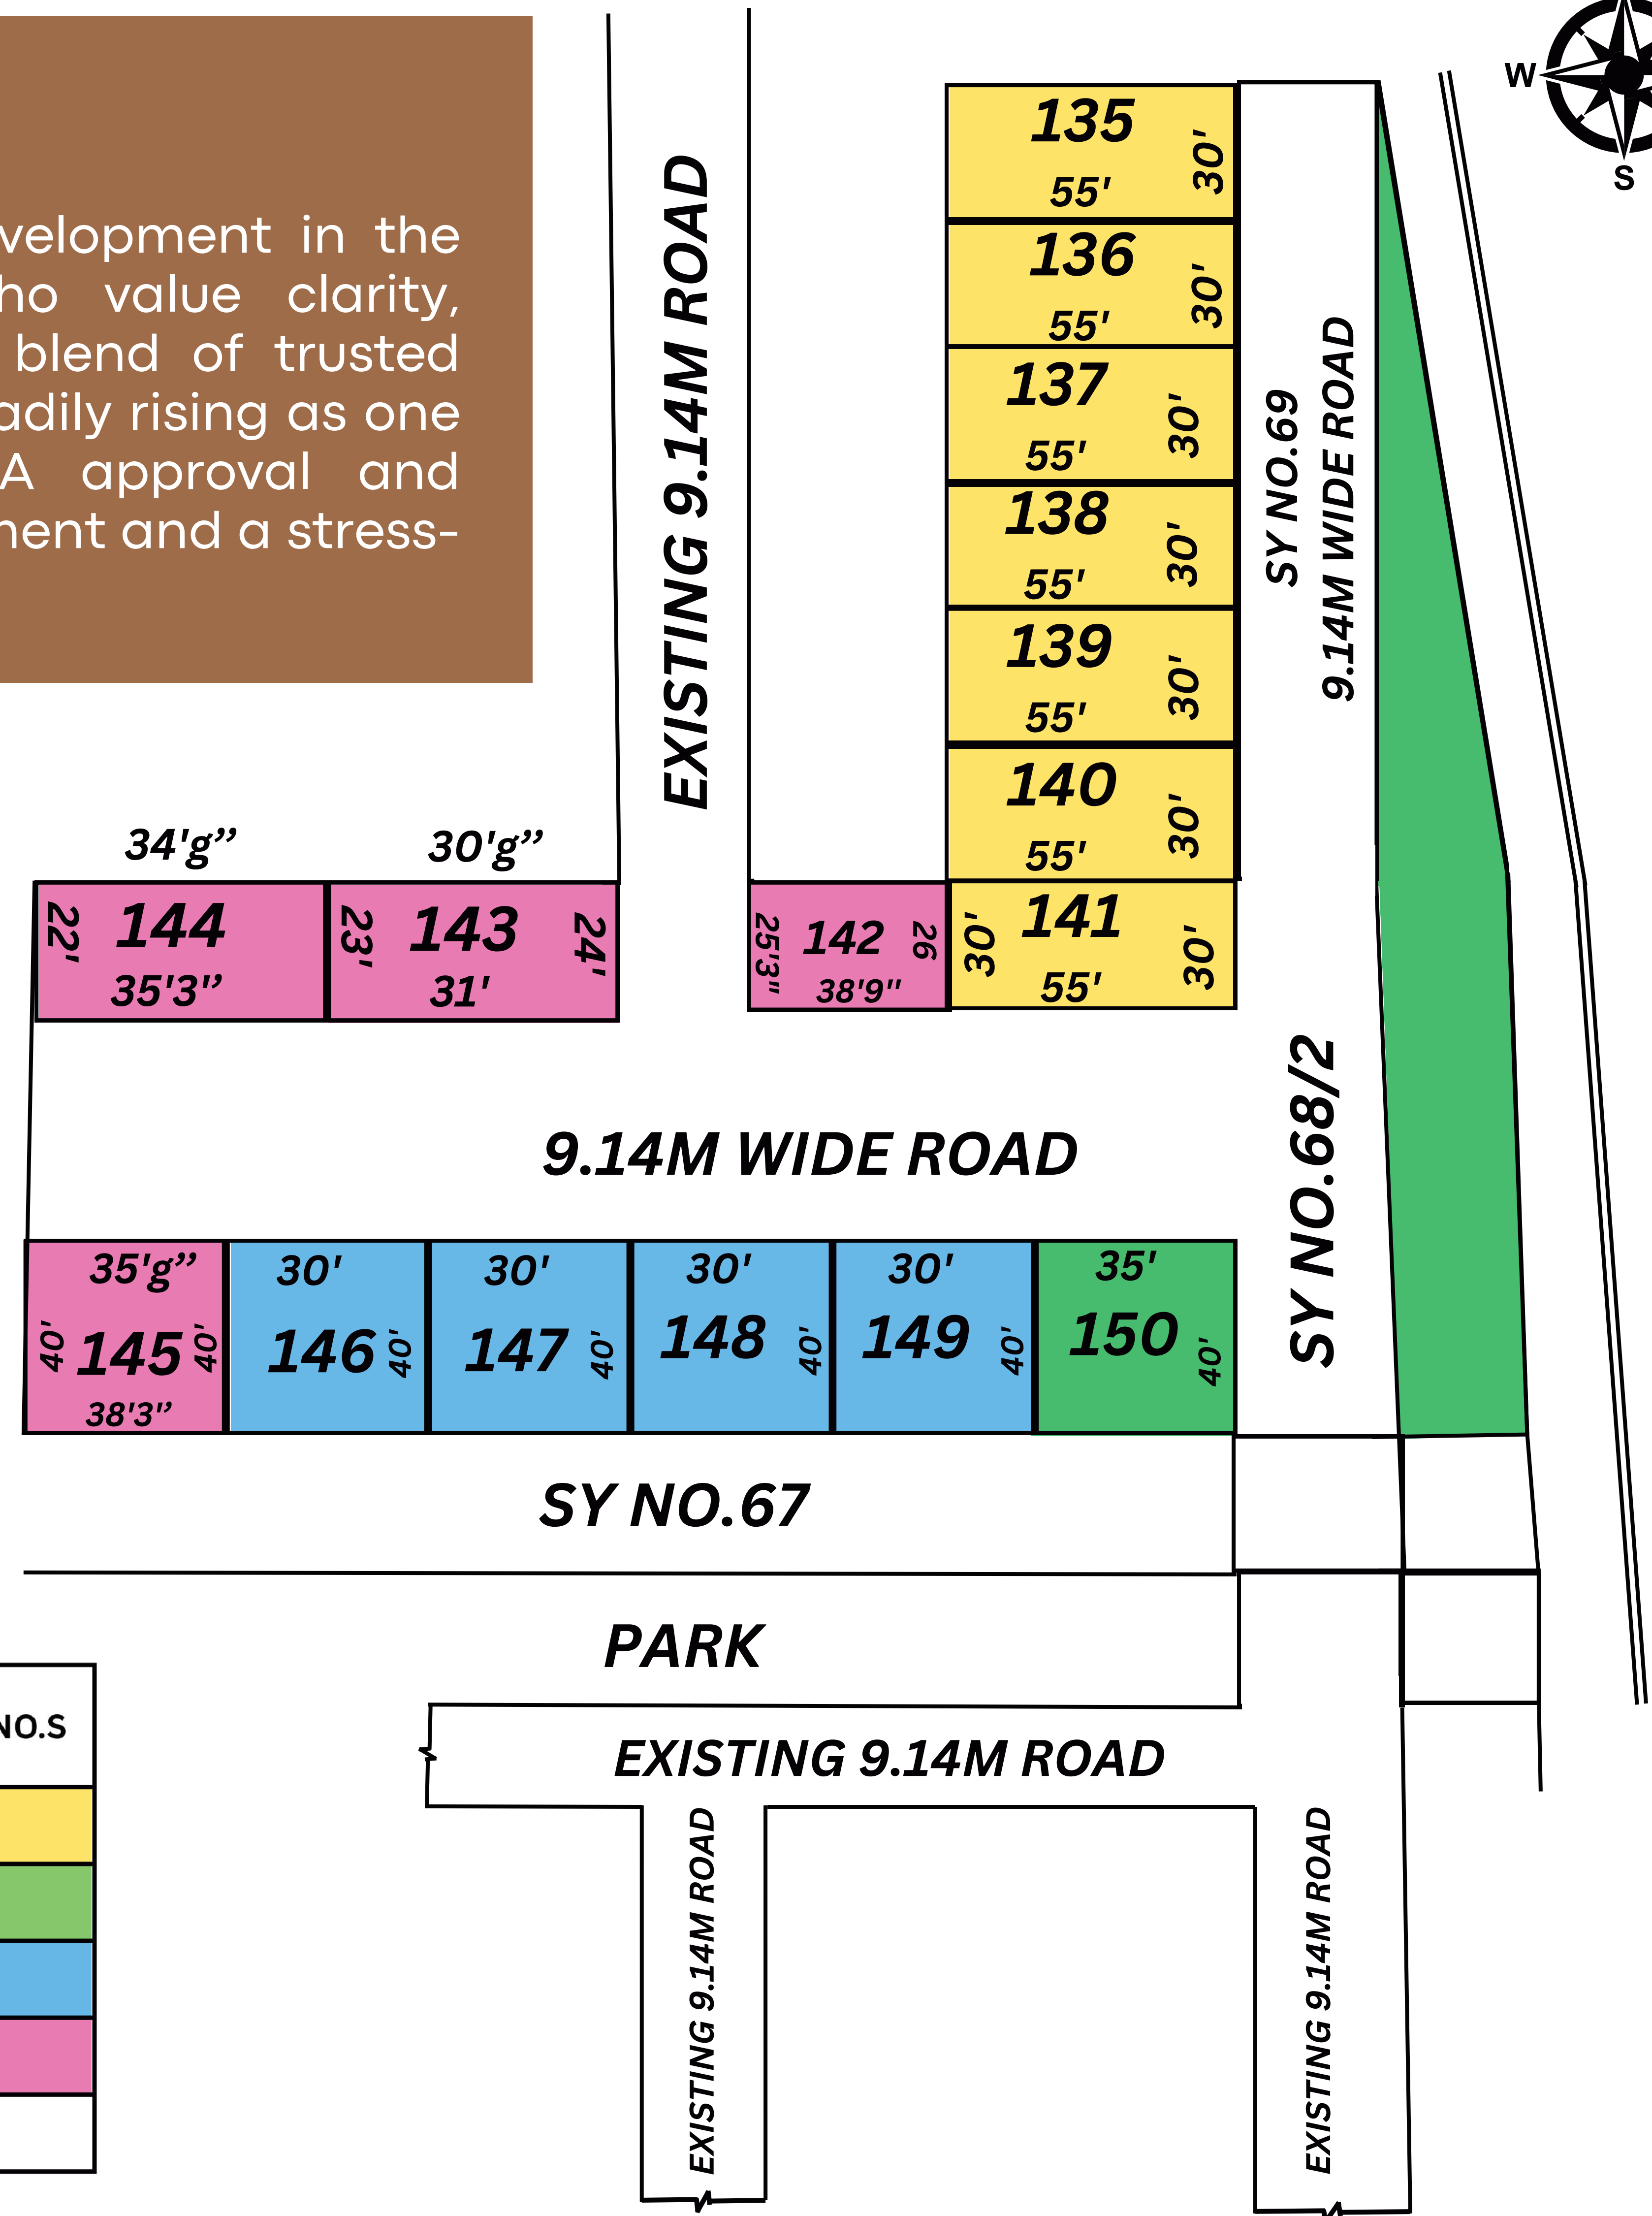 velopment in the
ho value clarity,
blend of trusted
adily rising as one
A approval and
nent and a stress-
W
S
EXISTING 9.14M ROAD
135
55'
30'
136
55'
30'
137
55'
30'
138
55'
30'
139
55'
30'
140
55'
30'
SY NO.69
9.14M WIDE ROAD
34'g”
30'g”
22'
144
35'3”
23'
143
24'
31'
25'3"
142
26
38'9"
30'
141
30'
55'
9.14M WIDE ROAD
SY NO.68/2
35'g”
40'
145
40'
38'3”
30'
146
40'
30'
147
40'
30'
148
40'
30'
149
40'
35'
150
40'
SY NO.67
PARK
NO.S
EXISTING 9.14M ROAD
EXISTING 9.14M ROAD
EXISTING 9.14M ROAD